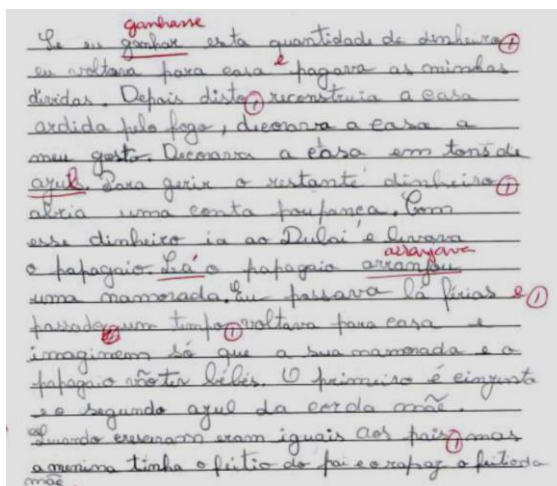 ganhasse
Se eu ganhar esta quantidade de dinheiro ,
eu voltava para casa e pagava as minhas
dividas. Depois disto , reconstruia a casa
ardida pelo fogo, decorava a casa a
meu gosto. Decorava a casa em tons de
azul. Para gerir o restante dinheiro ,
abria uma conta poupança. Com
esse dinheiro ia ao Dubai e levava
arranjava
o papagaio. Lá o papagaio arranjou
uma namorada. Eu passava lá férias e ,
passado um tempo , voltava para casa e
imaginem só que a sua namorada e o
papagaio vão ter bébés. O primeiro é cinzento
e o segundo azul da cor da mãe.
Quando cresceram eram iguais aos pais , mas
a menina tinha o feitio do pai e o rapaz o feitio da
mãe